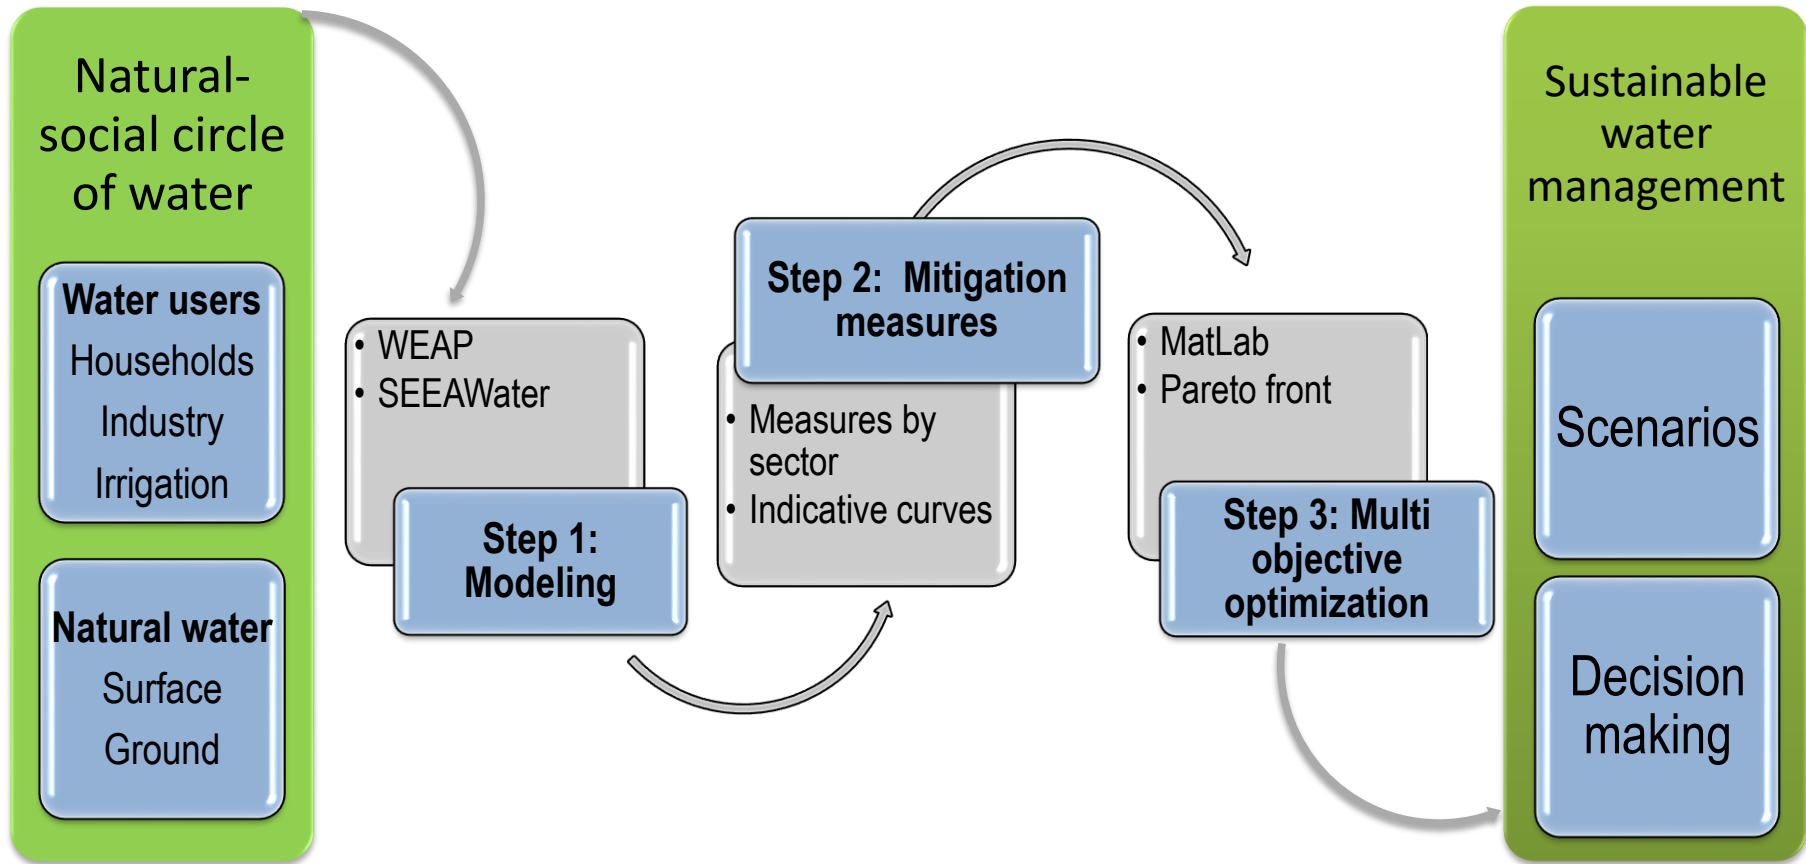 Natural-
social circle
of water
Water users
Households
Industry
Irrigation
Natural water
Surface
Ground
• WEAP
• SEEAWater
Step 1:
Modeling
Step 2: Mitigation
measures
• Measures by
sector
• Indicative curves
• MatLab
• Pareto front
Step 3: Multi
objective
optimization
Sustainable
water
management
Scenarios
Decision
making